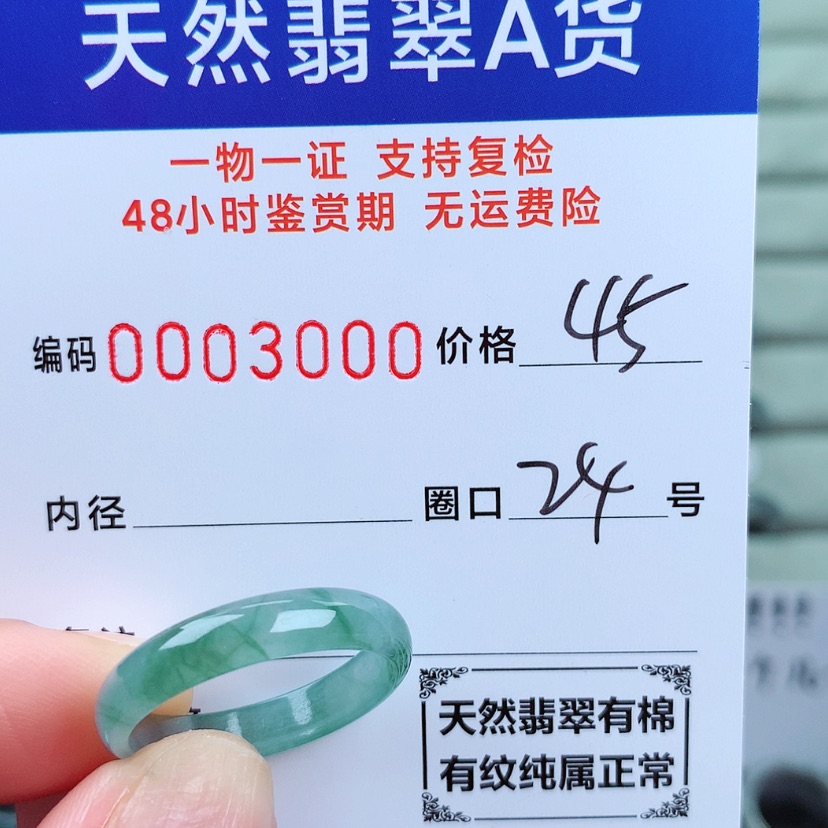 天然翡翠A货
一物一证 支持复检
48小时鉴赏期 无运费险
编码 0003000 价格 45
内径 圈口 24 号
天然翡翠有棉
有纹纯属正常